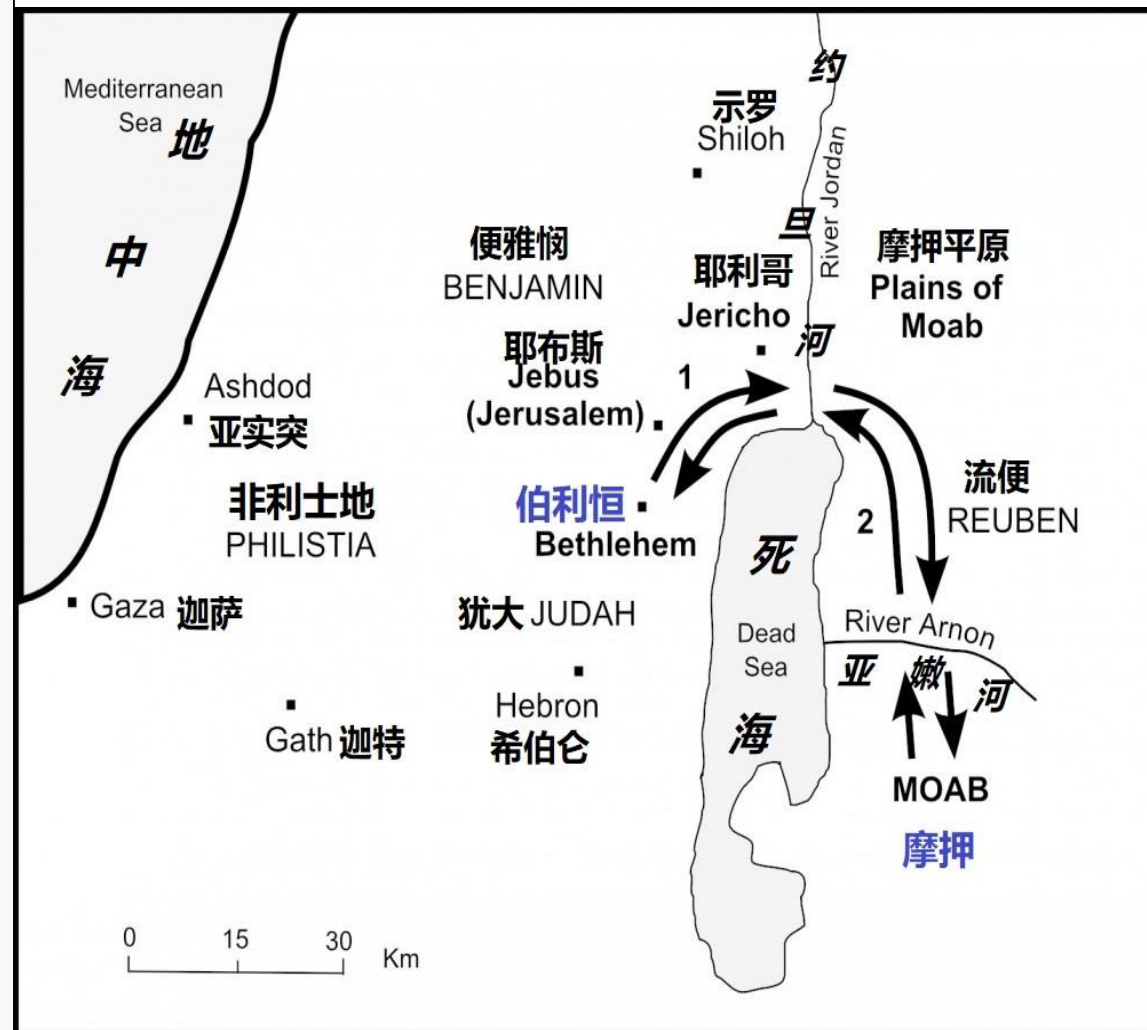 Mediterranean
Sea
地
中
海
约
旦
河
River Jordan
示罗
Shiloh
便雅悯
BENJAMIN
耶利哥
Jericho
摩押平原
Plains of
Moab
耶布斯
Jebus
(Jerusalem)
1
Ashdod
亚实突
非利士地
PHILISTIA
伯利恒
Bethlehem
流便
REUBEN
2
死
海
Dead
Sea
Gaza 迦萨
犹大 JUDAH
River Arnon
亚 嫩 河
Hebron
希伯仑
Gath 迦特
MOAB
摩押
0 15 30 Km